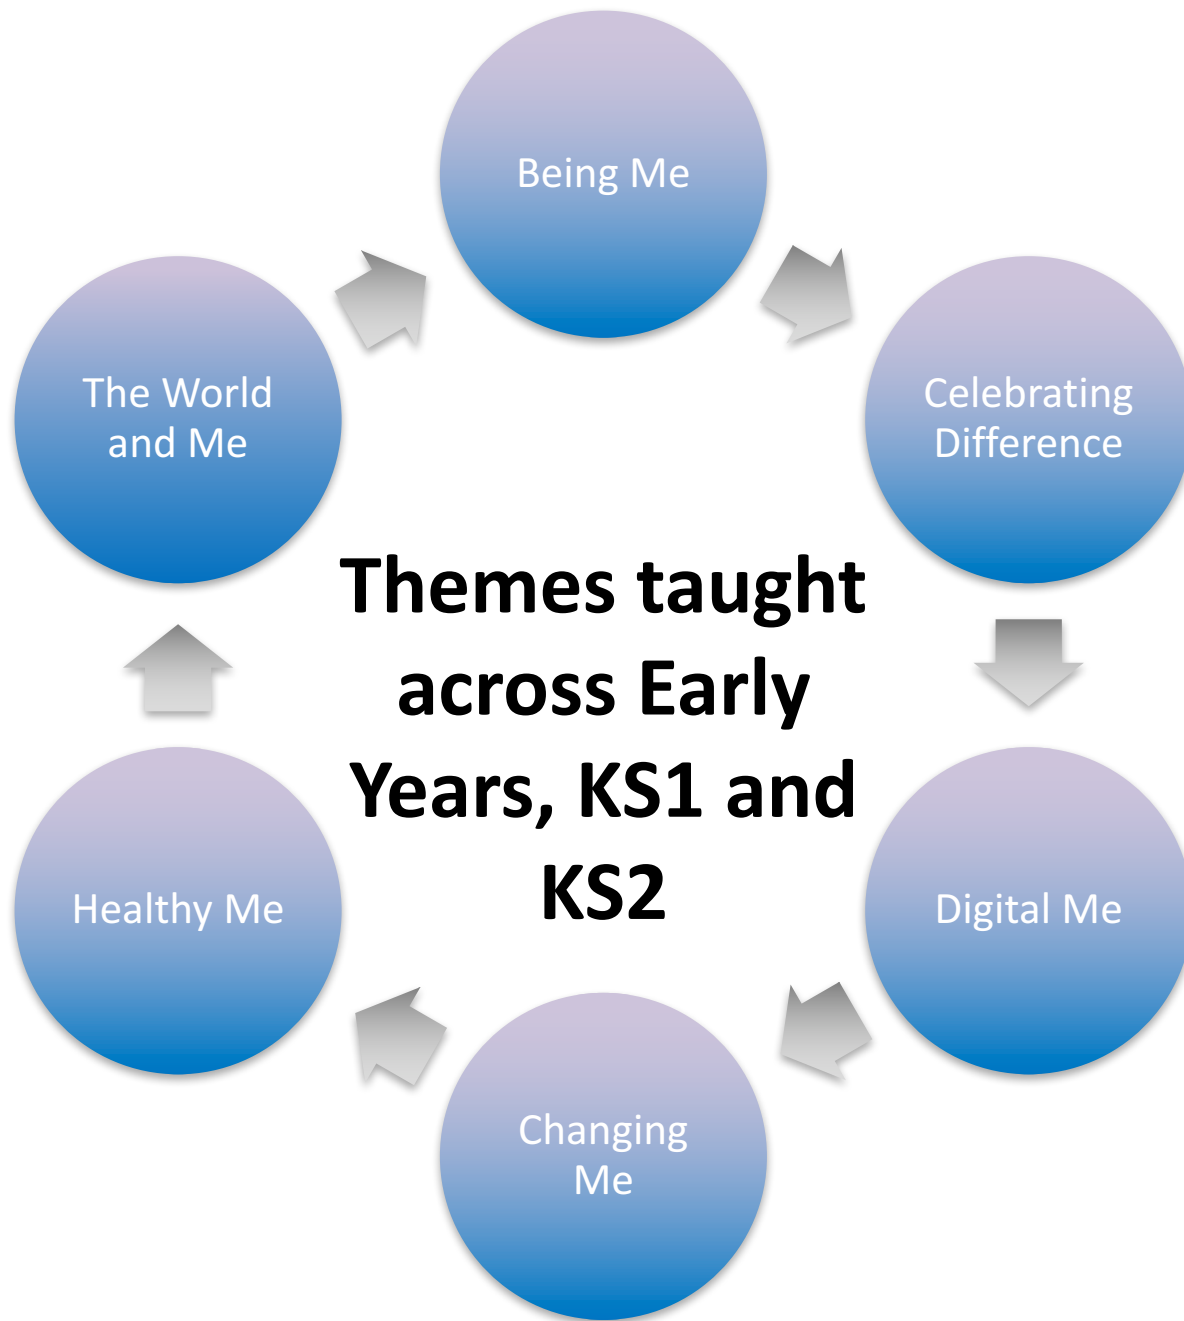 Being Me
Celebrating
Difference
Digital Me
Changing
Me
Healthy Me
The World
and Me
Themes taught
across Early
Years, KS1 and
KS2